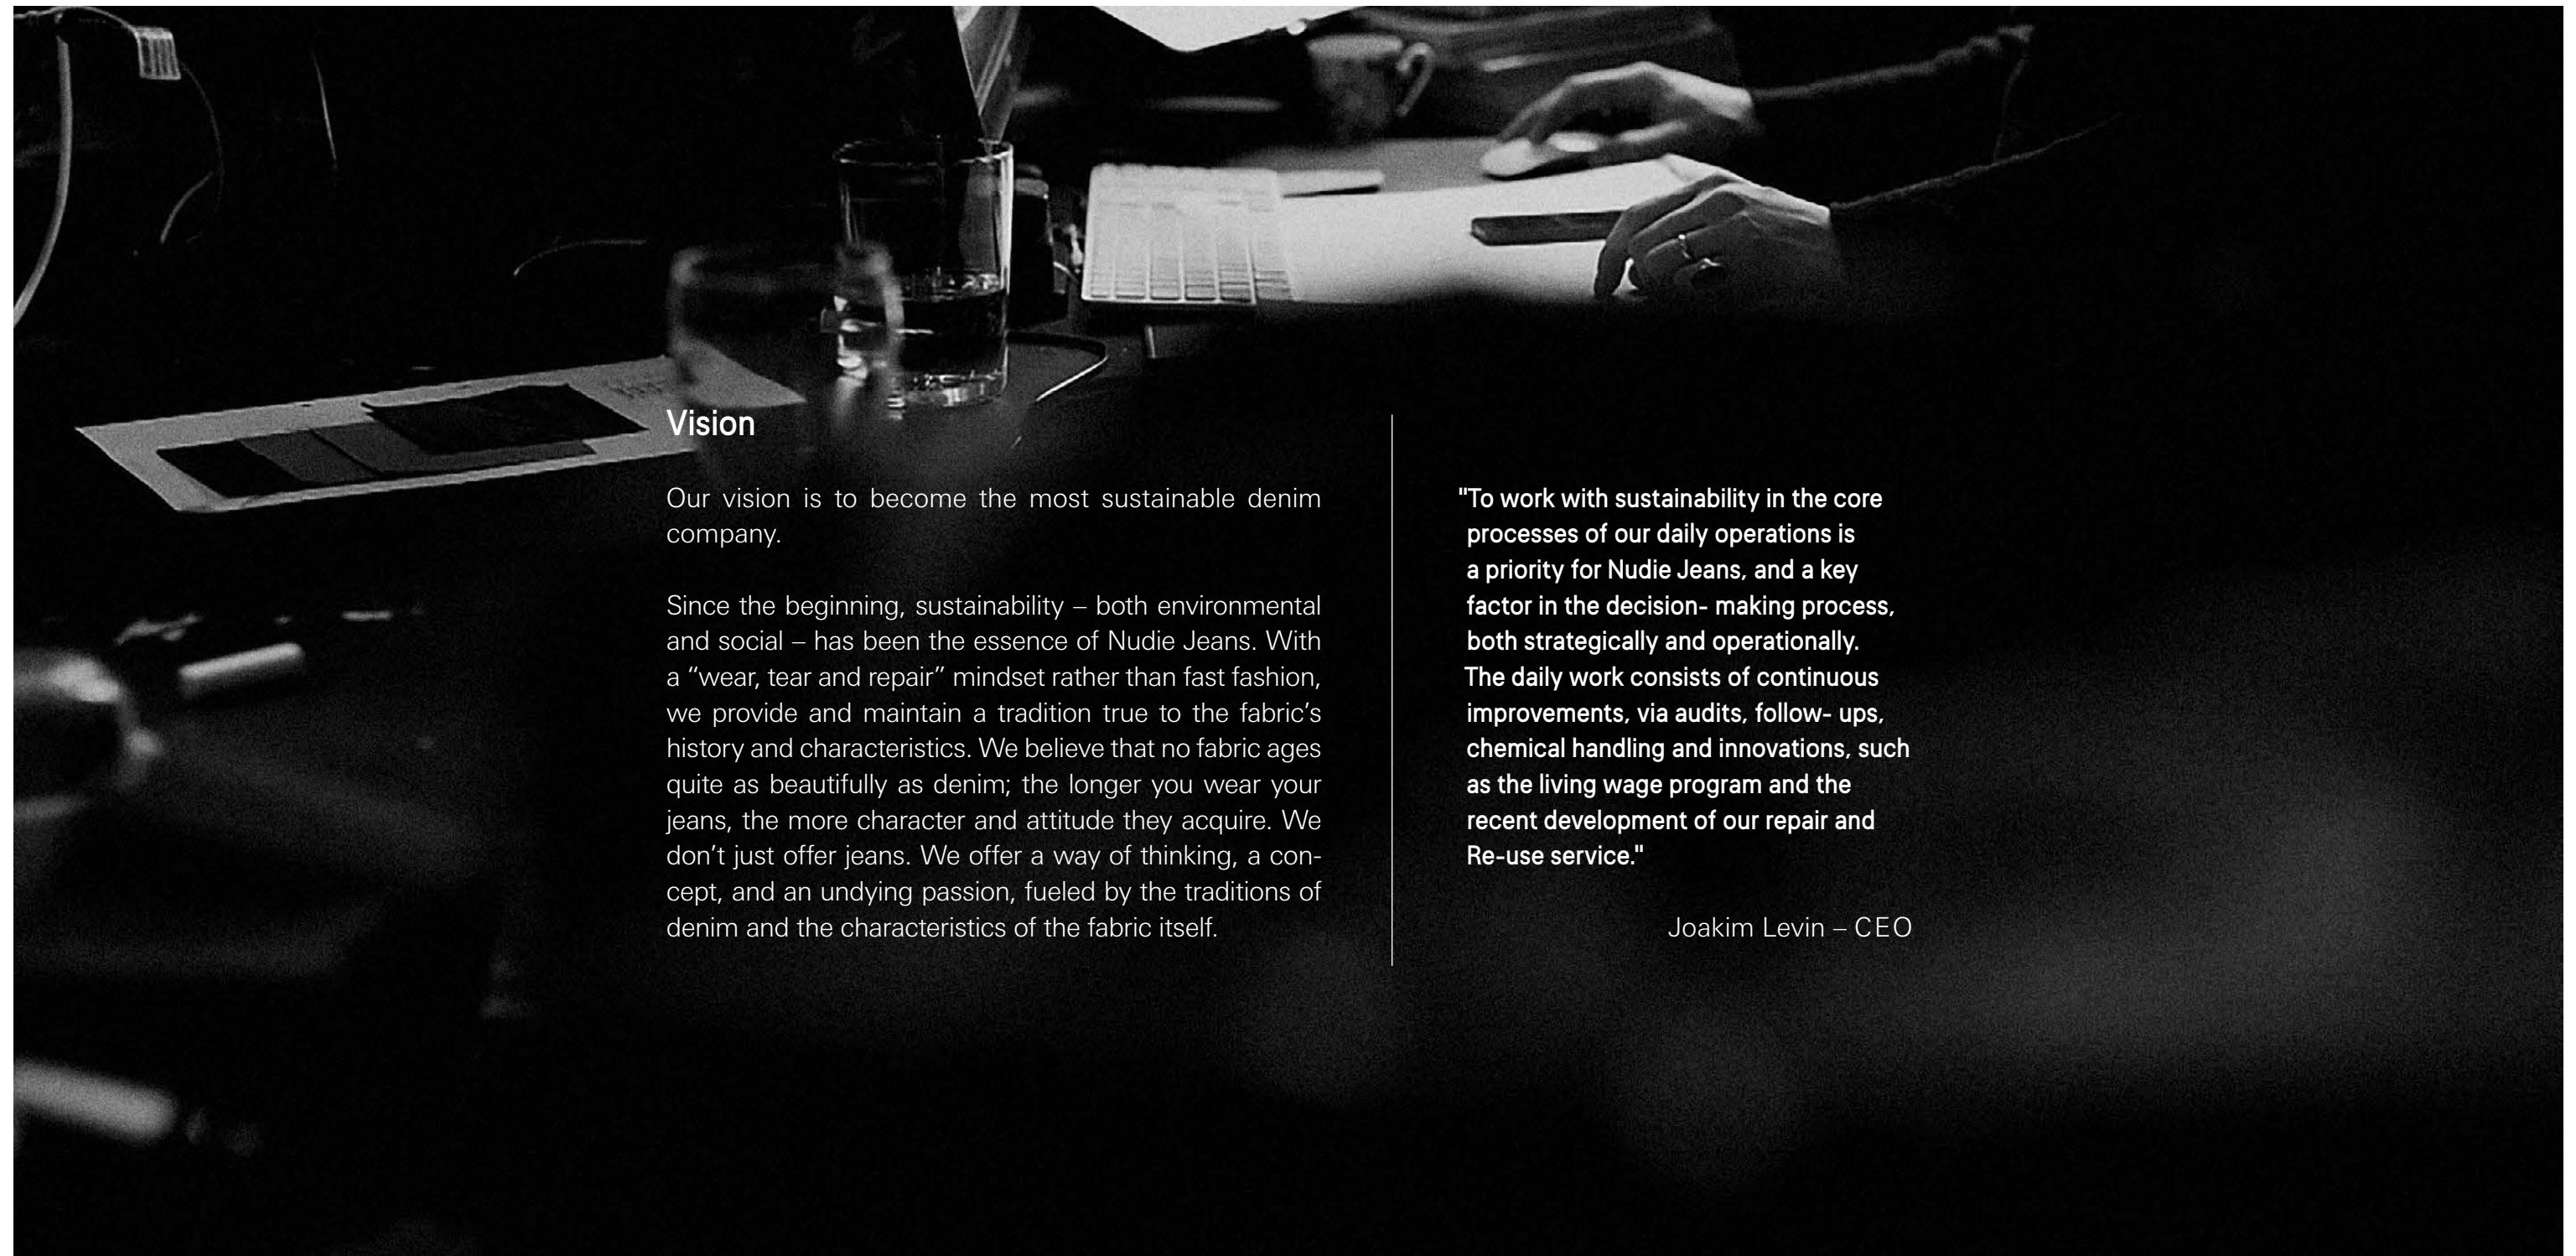 Vision
Our vision is to become the most sustainable denim
company.
Since the beginning, sustainability – both environmental
and social – has been the essence of Nudie Jeans. With
a “wear, tear and repair” mindset rather than fast fashion,
we provide and maintain a tradition true to the fabric’s
history and characteristics. We believe that no fabric ages
quite as beautifully as denim; the longer you wear your
jeans, the more character and attitude they acquire. We
don’t just offer jeans. We offer a way of thinking, a con-
cept, and an undying passion, fueled by the traditions of
denim and the characteristics of the fabric itself.
"To work with sustainability in the core
processes of our daily operations is
a priority for Nudie Jeans, and a key
factor in the decision- making process,
both strategically and operationally.
The daily work consists of continuous
improvements, via audits, follow- ups,
chemical handling and innovations, such
as the living wage program and the
recent development of our repair and
Re-use service."
Joakim Levin – CEO